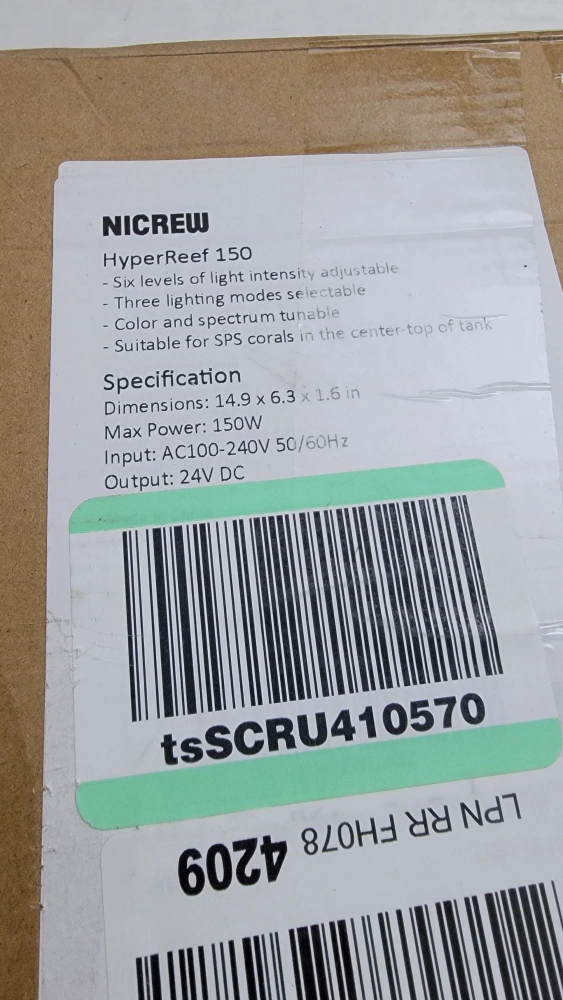 NICREW
HyperReef 150
- Six levels of light intensity adjustable
- Three lighting modes selectable
- Color and spectrum tunable
- Suitable for SPS corals in the center-top of tank
Specification
Dimensions: 14.9 x 6.3 x 1.6 in
Max Power: 150W
Input: AC100-240V 50/60Hz
Output: 24V DC
tsSCRU410570
LPN RR FH078 4209